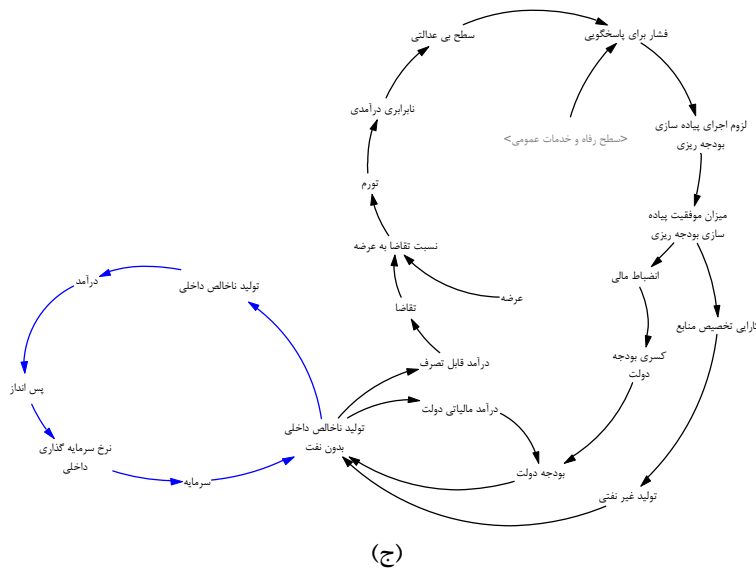 سطح بی عدالتی
فشار برای پاسخگویی
نابرابری درآمدی
لزوم اجرای پیاده سازی
بودجه ریزی
<سطح رفاه و خدمات عمومی>
تورم
میزان موفقیت پیاده
سازی بودجه ریزی
نسبت تقاضا به عرضه
انضباط مالی
درآمد
تولید ناخالص داخلی
عرضه
تقاضا
کارایی تخصیص منابع
کسری بودجه
دولت
درآمد قابل تصرف
پس انداز
درآمد مالیاتی دولت
تولید ناخالص داخلی
بدون نفت
نرخ سرمایه گذاری
داخلی
سرمایه
بودجه دولت
تولید غیر نفتی
(ج)